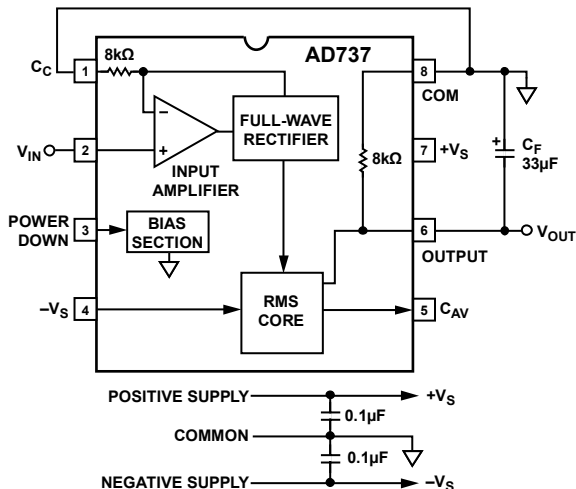 AD737
8kΩ
C_C 1
8 COM
FULL-WAVE
RECTIFIER
–
+
INPUT
AMPLIFIER
V_IN 2
8kΩ
7 +V_S
+ C_F
33µF
POWER
DOWN 3
BIAS
SECTION
6 OUTPUT
V_OUT
–V_S 4
RMS
CORE
5 C_AV
POSITIVE SUPPLY +V_S
0.1µF
COMMON
0.1µF
NEGATIVE SUPPLY –V_S